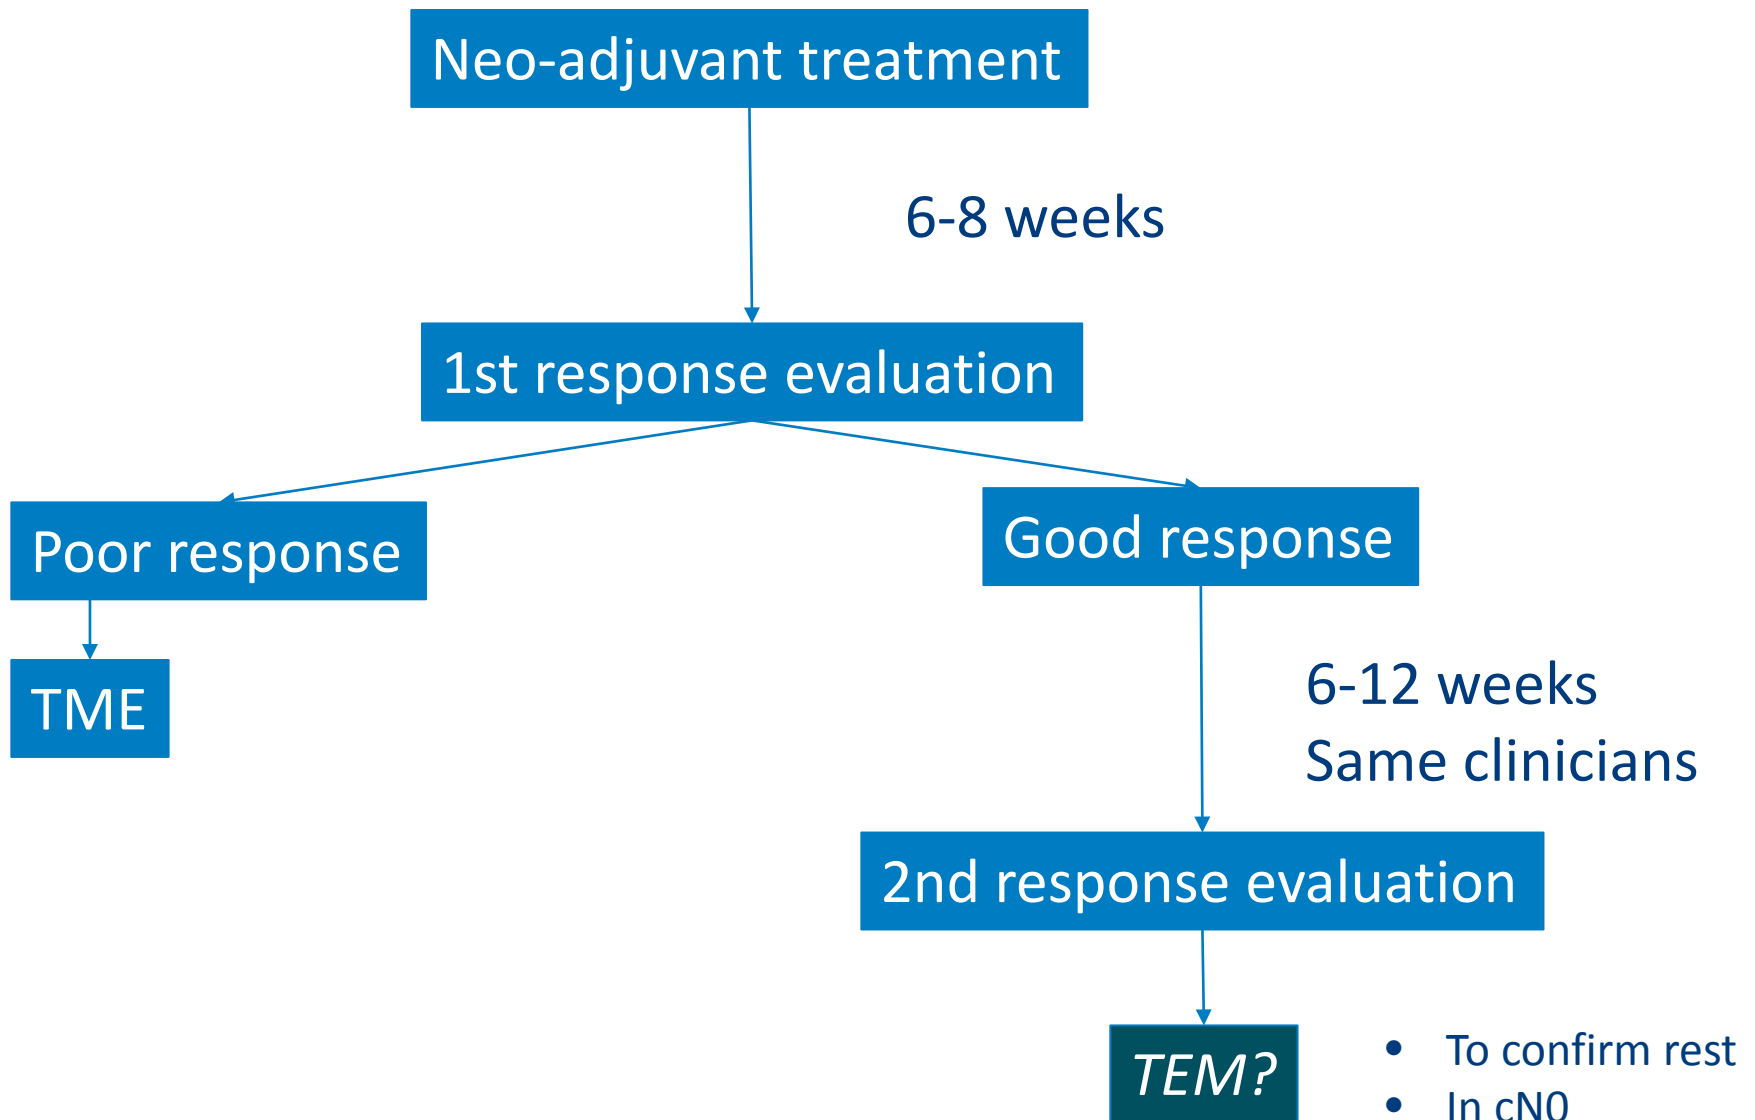 Neo-adjuvant treatment
6-8 weeks
1st response evaluation
Poor response
Good response
TME
6-12 weeks
Same clinicians
2nd response evaluation
TEM?
• To confirm rest
• In cN0